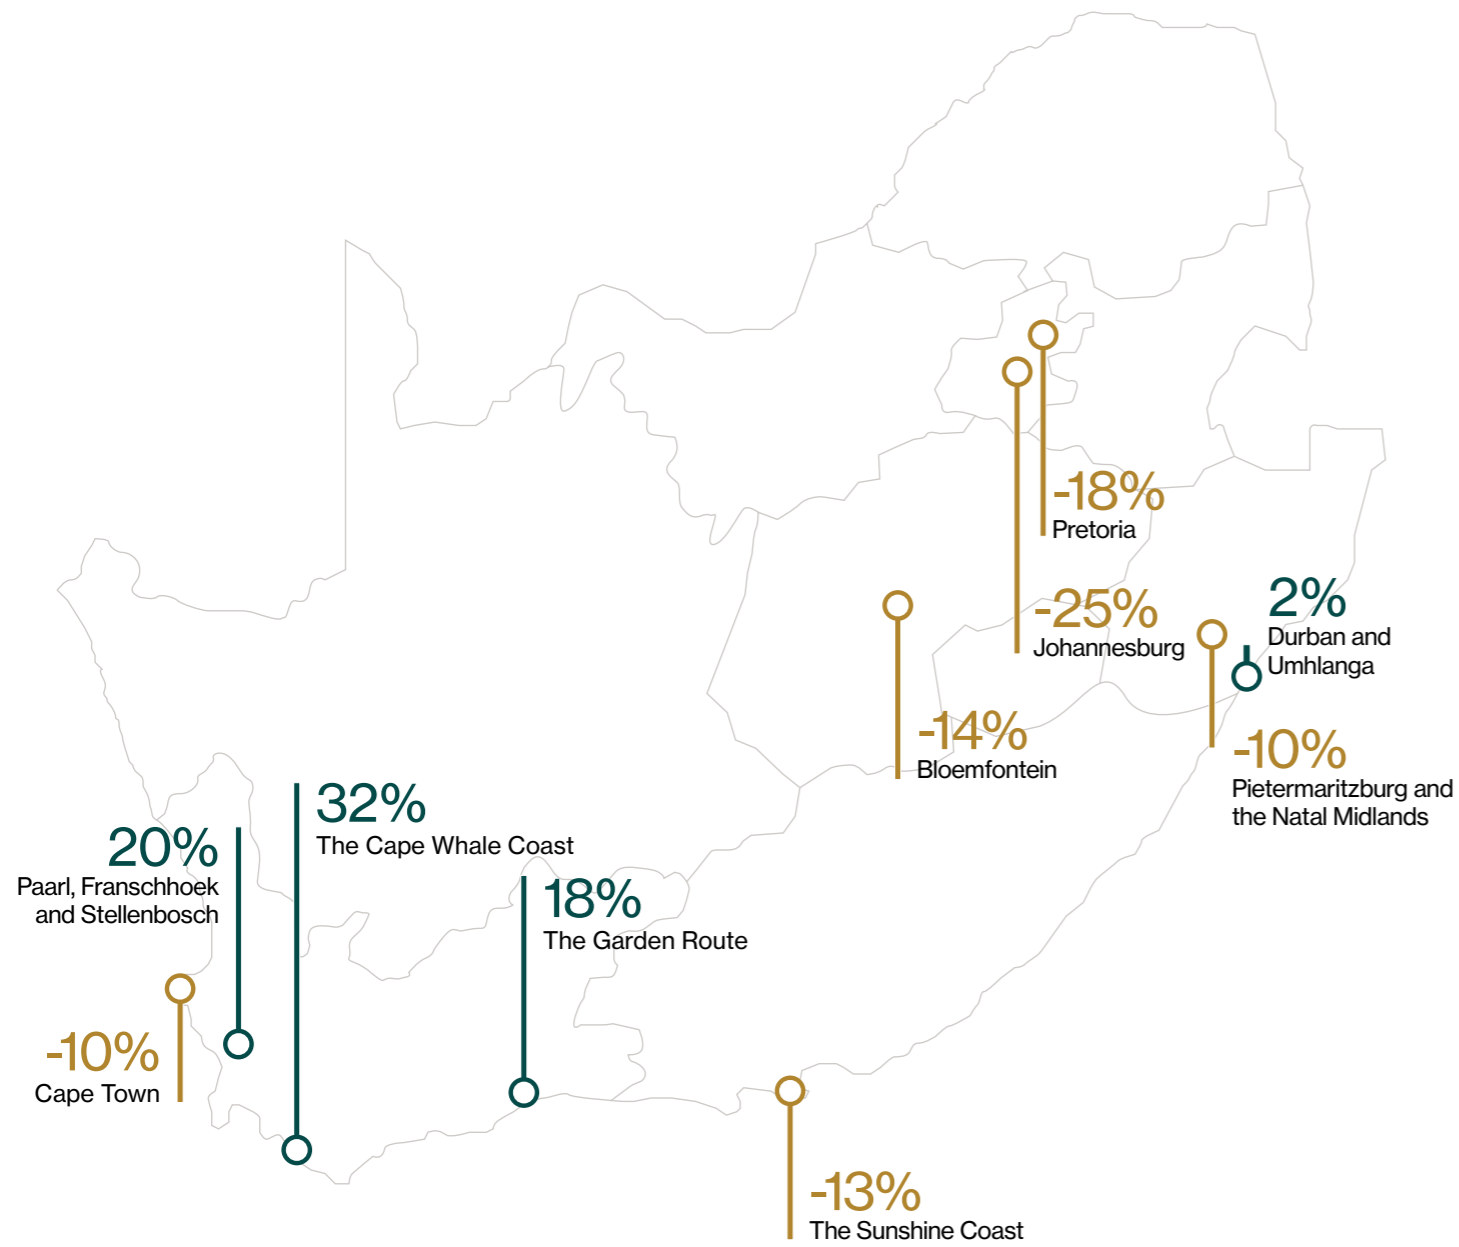 -18%
Pretoria
2%
Durban and
Umhlanga
-25%
Johannesburg
-14%
Bloemfontein
-10%
Pietermaritzburg and
the Natal Midlands
32%
The Cape Whale Coast
20%
Paarl, Franschhoek
and Stellenbosch
18%
The Garden Route
-10%
Cape Town
-13%
The Sunshine Coast